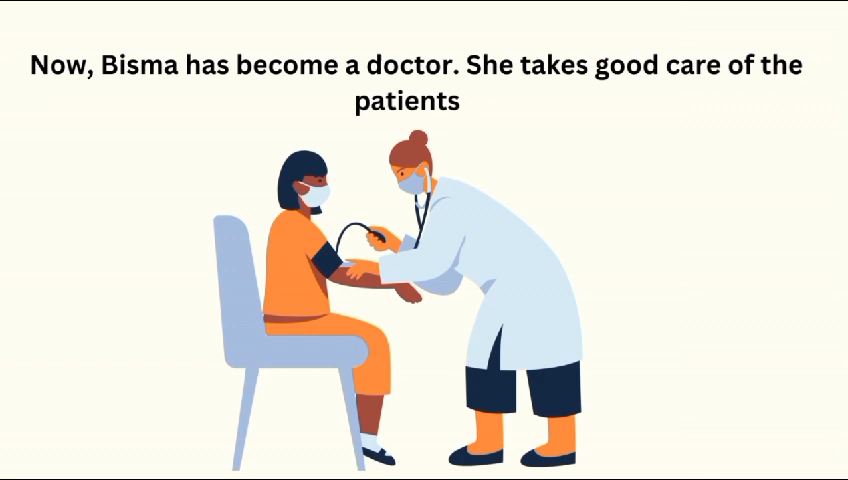 Now, Bisma has become a doctor. She takes good care of the
patients